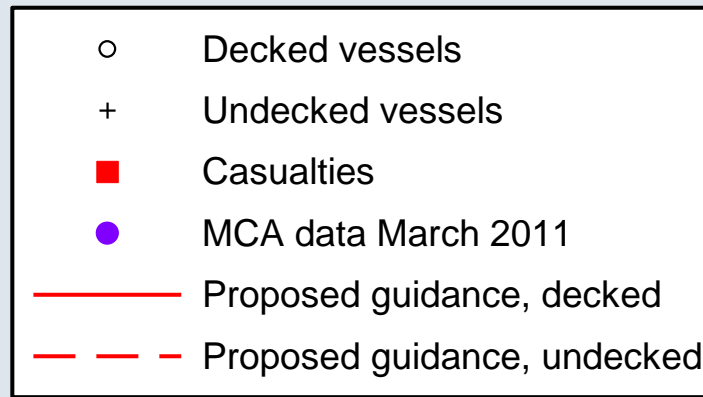 Decked vessels
Undecked vessels
Casualties
MCA data March 2011
Proposed guidance, decked
Proposed guidance, undecked